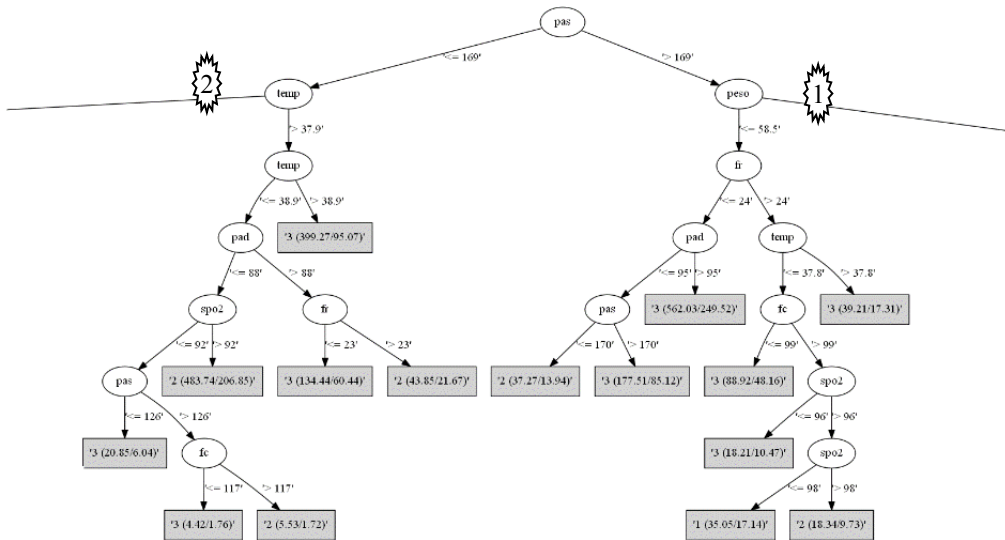 pas
'<= 169' '> 169'
2 temp peso 1
'> 37.9' '<= 58.5'
temp fr
'<= 38.9' '> 38.9' '<= 24' '> 24'
pad '3 (399.27/95.07)' pad temp
'<= 88' '> 88' '<= 95' '> 95' '<= 37.8' '> 37.8'
spo2 fr pas '3 (562.03/249.52)' fc '3 (39.21/17.31)'
'<= 92' '> 92' '<= 23' '> 23' '<= 170' '> 170' '<= 99' '> 99'
pas '2 (483.74/206.85)' '3 (134.44/60.44)' '2 (43.85/21.67)' '2 (37.27/13.94)' '3 (177.51/85.12)' '3 (88.92/48.16)' spo2
'<= 126' '> 126' '<= 96' '> 96'
'3 (20.85/6.04)' fc '3 (18.21/10.47)' spo2
'<= 117' '> 117' '<= 98' '> 98'
'3 (4.42/1.76)' '2 (5.53/1.72)' '1 (35.05/17.14)' '2 (18.34/9.73)'